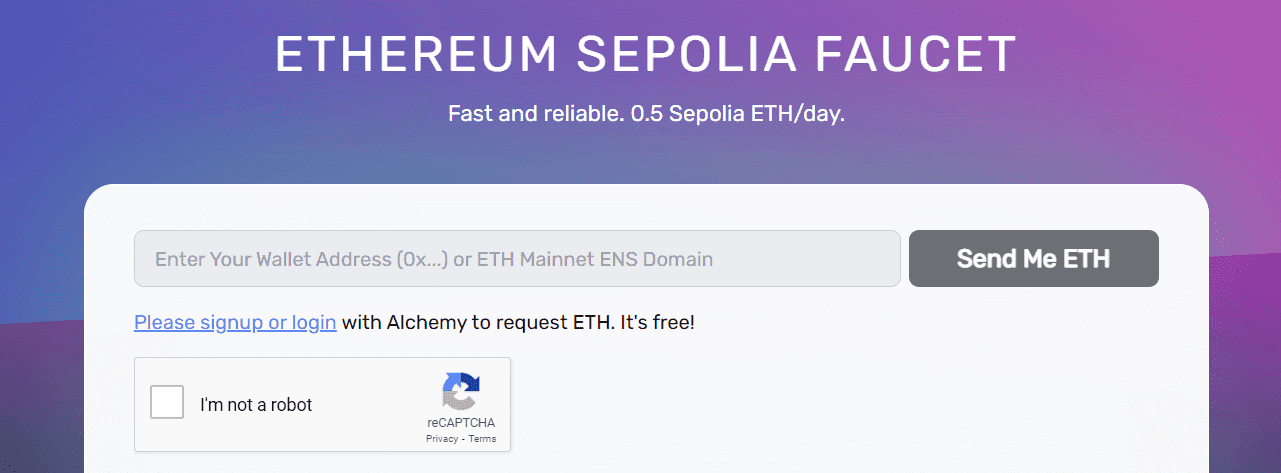 ETHEREUM SEPOLIA FAUCET
Fast and reliable. 0.5 Sepolia ETH/day.
Enter Your Wallet Address (0x...) or ETH Mainnet ENS Domain
Send Me ETH
Please signup or login with Alchemy to request ETH. It's free!
I'm not a robot
reCAPTCHA
Privacy - Terms